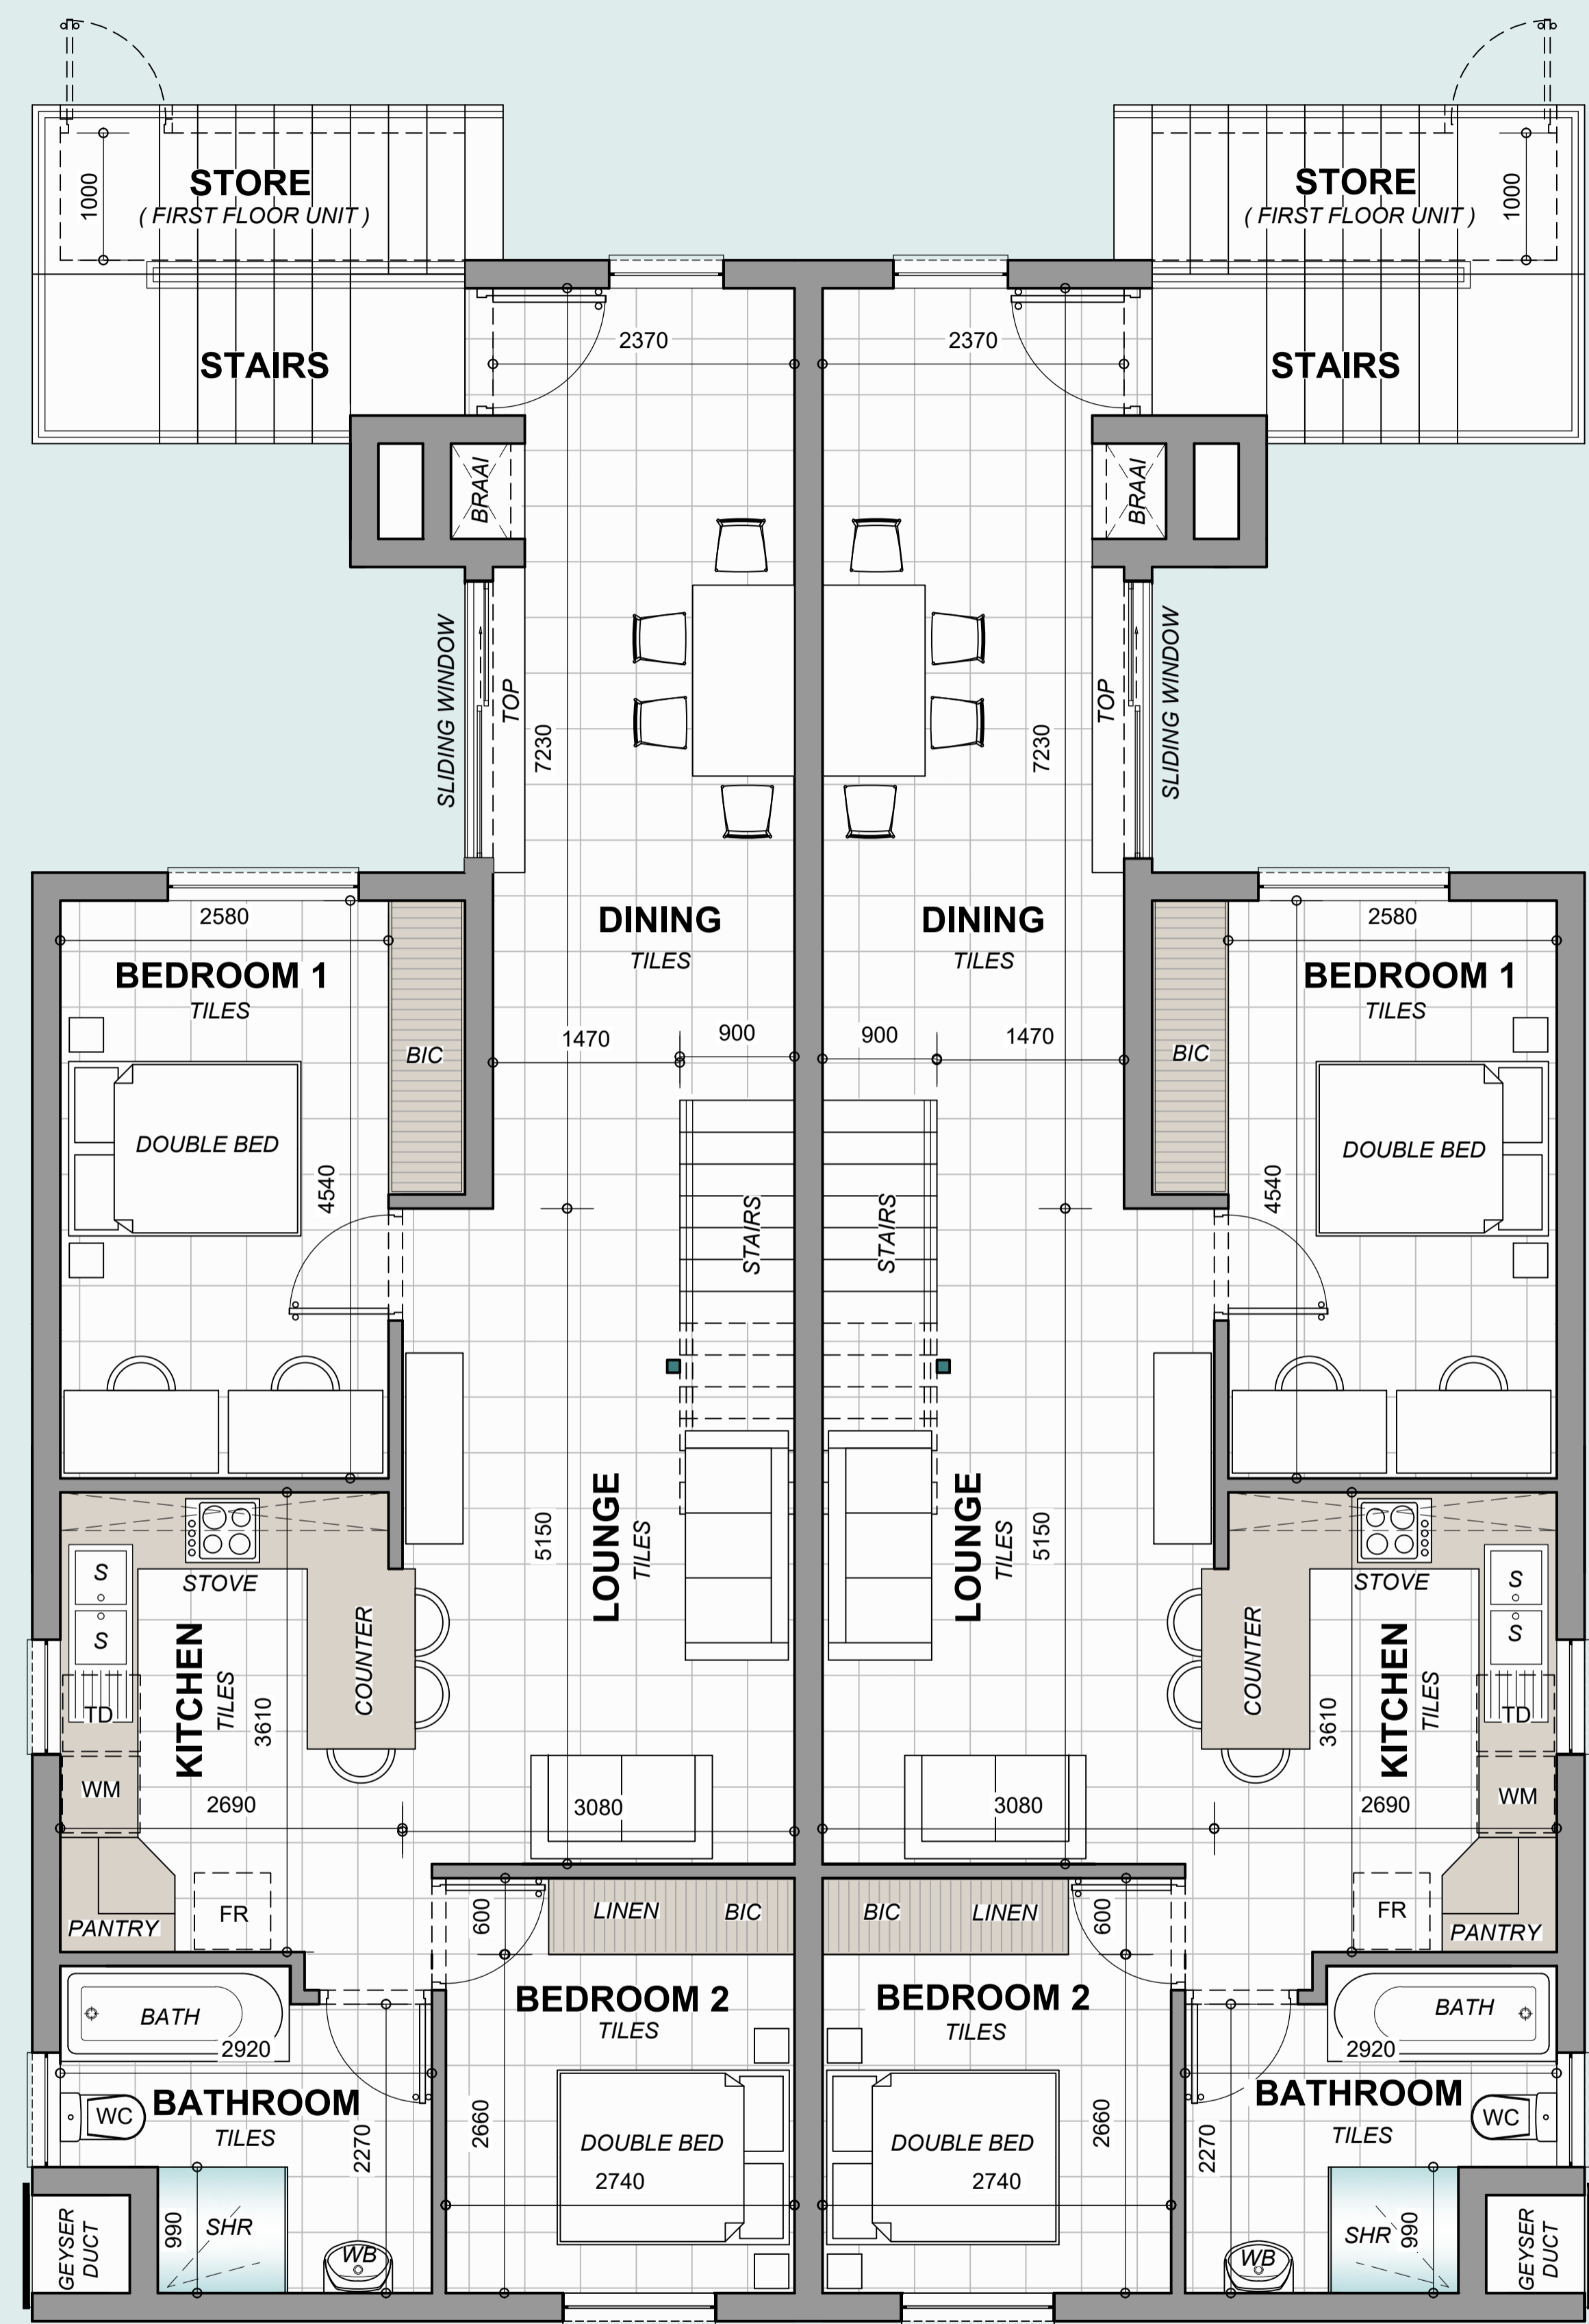 STORE
( FIRST FLOOR UNIT )
1000
STORE
( FIRST FLOOR UNIT )
1000
STAIRS
2370
2370
STAIRS
BRAAI
BRAAI
SLIDING WINDOW
TOP
7230
7230
TOP
SLIDING WINDOW
2580
BEDROOM 1
TILES
DINING
TILES
DINING
TILES
2580
BEDROOM 1
TILES
BIC
1470
900
900
1470
BIC
DOUBLE BED
4540
STAIRS
STAIRS
4540
DOUBLE BED
STOVE
S
S
TD
WM
KITCHEN
TILES
3610
COUNTER
5150
LOUNGE
TILES
LOUNGE
TILES
5150
COUNTER
STOVE
S
S
TD
WM
3610
KITCHEN
TILES
2690
3080
3080
2690
PANTRY
FR
600
LINEN
BIC
BIC
LINEN
600
FR
PANTRY
BATH
2920
BEDROOM 2
TILES
BEDROOM 2
TILES
BATH
2920
WC
BATHROOM
TILES
2270
2660
DOUBLE BED
2740
DOUBLE BED
2740
2660
2270
BATHROOM
TILES
WC
GEYSER
DUCT
990
SHR
WB
WB
SHR
990
GEYSER
DUCT